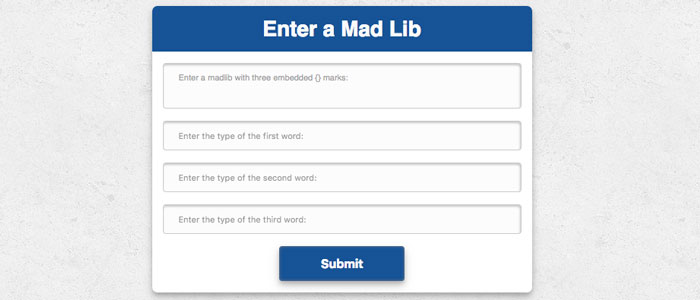 Enter a Mad Lib
Enter a madlib with three embedded {} marks:
Enter the type of the first word:
Enter the type of the second word:
Enter the type of the third word:
Submit